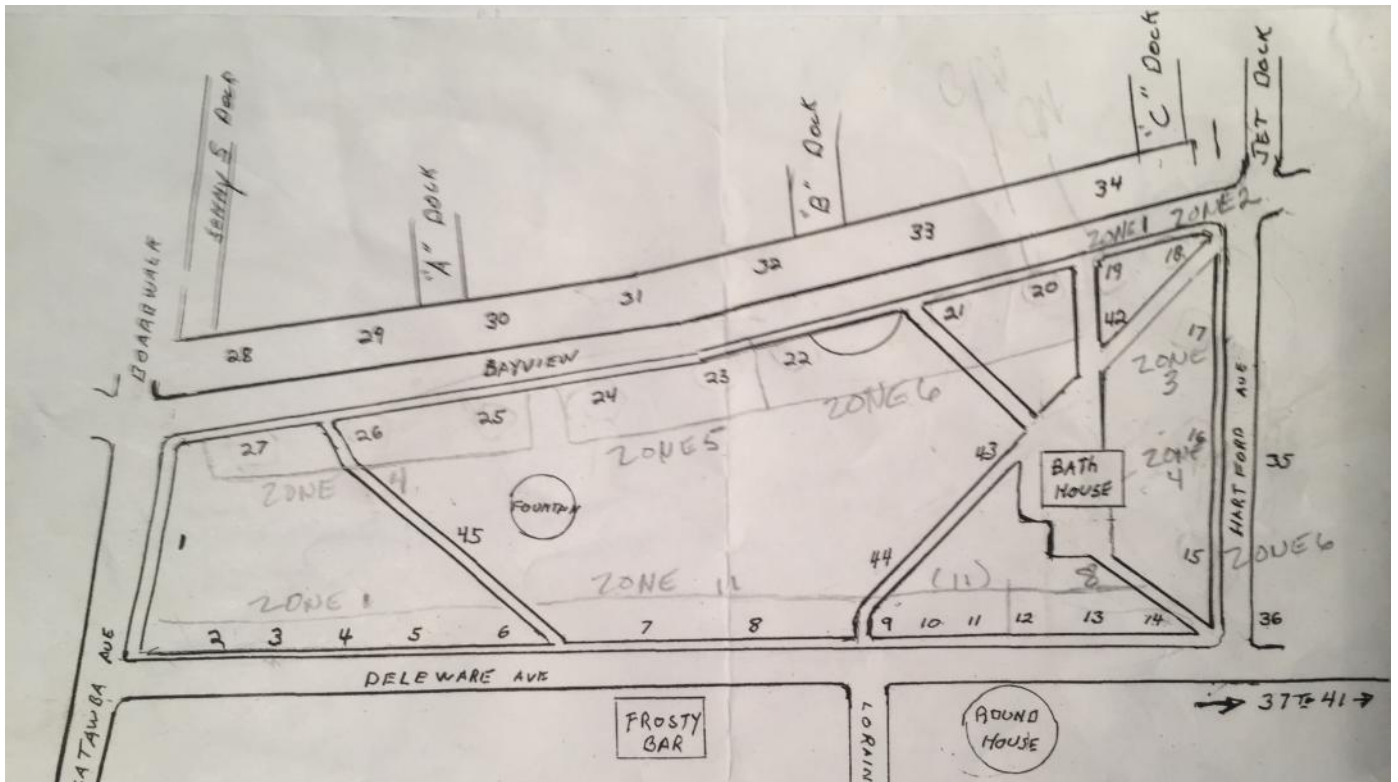 "C" DOCK
JET DOCK
SONNY S DOCK
"B" DOCK
"A" DOCK
BOARDWALK
34
33
32
31
30
29
28
ZONE 1
ZONE 2
BAYVIEW
18
19
20
21
42
17
22
23
24
25
26
27
ZONE
3
ZONE 6
ZONE 5
ZONE 4
43
BATH
HOUSE
16
ZONE
4
HARTFORD AVE
35
FOUNTAIN
45
1
44
15
ZONE 6
ZONE 1
ZONE 11
(11)
8
2 3 4 5 6 7 8 9 10 11 12 13 14
36
DELEWARE AVE
37 TO 41
FROSTY
BAR
LORAIN
ROUND
HOUSE
CATAWBA AVE